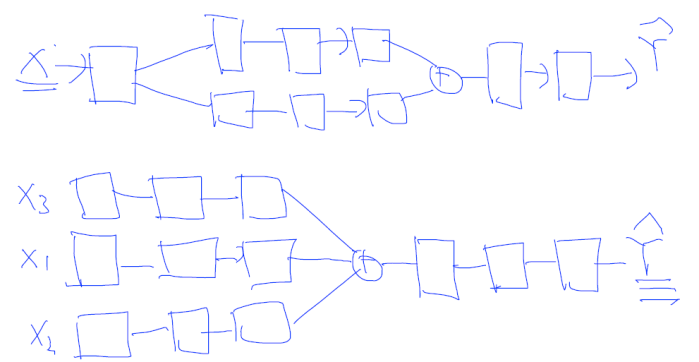 X Ŷ
+
X3
X1
+ Ŷ
X2